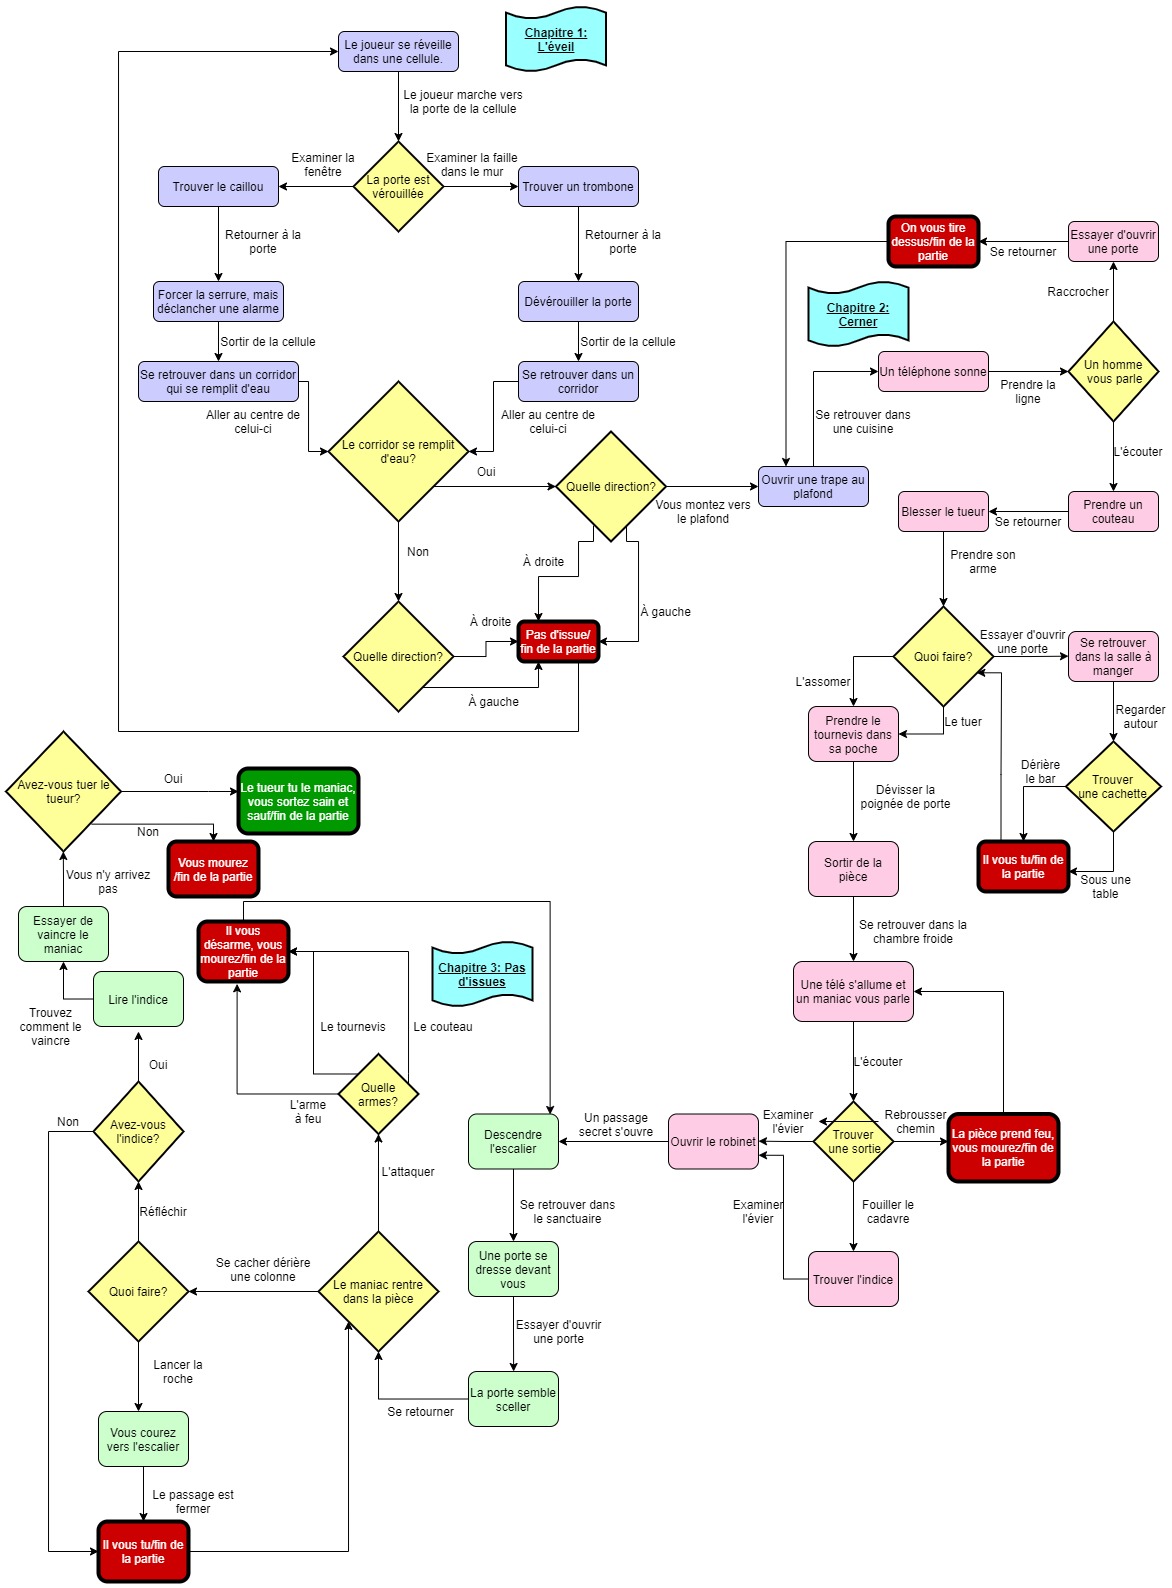 Chapitre 1:
L'éveil
Le joueur se réveille
dans une cellule.
Le joueur marche vers
la porte de la cellule
Examiner la
fenêtre
Examiner la faille
dans le mur
La porte est
vérouillée
Trouver le caillou
Trouver un trombone
Retourner à la
porte
Retourner à la
porte
Forcer la serrure, mais
déclancher une alarme
Dévérouiller la porte
Sortir de la cellule
Sortir de la cellule
Se retrouver dans un corridor
qui se remplit d'eau
Se retrouver dans un
corridor
Aller au centre de
celui-ci
Aller au centre de
celui-ci
Le corridor se remplit
d'eau?
Oui
Quelle direction?
Vous montez vers
le plafond
Ouvrir une trape au
plafond
Non
À droite
À gauche
Quelle direction?
À droite
À gauche
Pas d'issue/
fin de la partie
Chapitre 2:
Cerner
On vous tire
dessus/fin de la
partie
Se retourner
Essayer d'ouvrir
une porte
Raccrocher
Un téléphone sonne
Prendre la
ligne
Un homme
vous parle
Se retrouver dans
une cuisine
L'écouter
Prendre un
couteau
Se retourner
Blesser le tueur
Prendre son
arme
Quoi faire?
Essayer d'ouvrir
une porte
Se retrouver
dans la salle à
manger
L'assomer
Le tuer
Regarder
autour
Prendre le
tournevis dans
sa poche
Trouver
une cachette
Dérière
le bar
Sous une
table
Il vous tu/fin de
la partie
Dévisser la
poignée de porte
Sortir de la
pièce
Se retrouver dans la
chambre froide
Une télé s'allume et
un maniac vous parle
L'écouter
Trouver
une sortie
Examiner
l'évier
Rebrousser
chemin
La pièce prend feu,
vous mourez/fin de
la partie
Fouiller le
cadavre
Trouver l'indice
Examiner
l'évier
Ouvrir le robinet
Un passage
secret s'ouvre
Chapitre 3: Pas
d'issues
Descendre
l'escalier
Se retrouver dans
le sanctuaire
Une porte se
dresse devant
vous
Essayer d'ouvrir
une porte
La porte semble
sceller
Se retourner
Le maniac rentre
dans la pièce
L'attaquer
Quelle
armes?
Le tournevis
Le couteau
L'arme
à feu
Il vous
désarme, vous
mourez/fin de la
partie
Se cacher dérière
une colonne
Quoi faire?
Réfléchir
Lancer la
roche
Vous courez
vers l'escalier
Le passage est
fermer
Il vous tu/fin de
la partie
Avez-vous
l'indice?
Non
Oui
Lire l'indice
Trouvez
comment le
vaincre
Essayer de
vaincre le
maniac
Vous n'y arrivez
pas
Avez-vous tuer le
tueur?
Oui
Non
Le tueur tu le maniac,
vous sortez sain et
sauf/fin de la partie
Vous mourez
/fin de la partie